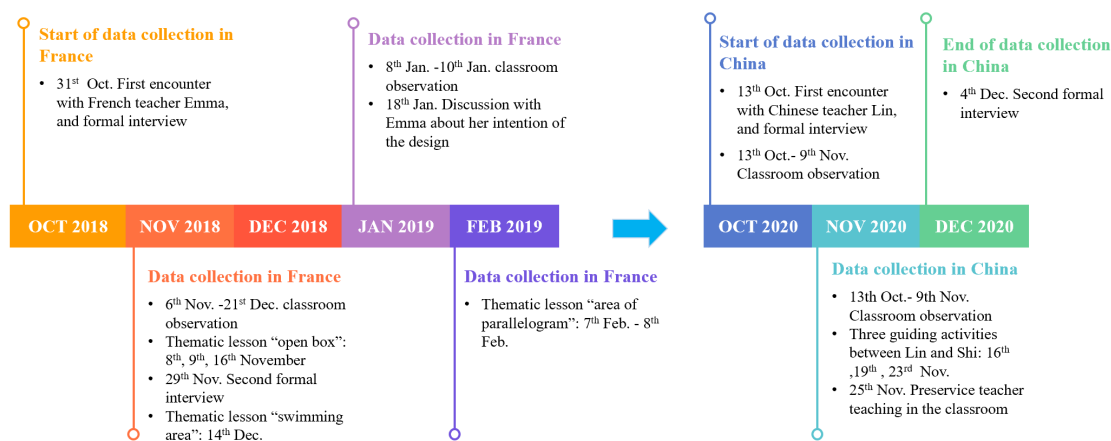 Start of data collection in
France
• 31st Oct. First encounter
with French teacher Emma,
and formal interview
Data collection in France
• 8th Jan. -10th Jan. classroom
observation
• 18th Jan. Discussion with
Emma about her intention of
the design
Start of data collection in
China
• 13th Oct. First encounter
with Chinese teacher Lin,
and formal interview
• 13th Oct.- 9th Nov.
Classroom observation
End of data collection
in China
• 4th Dec. Second formal
interview
OCT 2018
NOV 2018
DEC 2018
JAN 2019
FEB 2019
OCT 2020
NOV 2020
DEC 2020
Data collection in France
• 6th Nov. -21st Dec. classroom
observation
• Thematic lesson “open box”:
8th, 9th, 16th November
• 29th Nov. Second formal
interview
• Thematic lesson “swimming
area”: 14th Dec.
Data collection in France
• Thematic lesson “area of
parallelogram”: 7th Feb. - 8th
Feb.
Data collection in China
• 13th Oct.- 9th Nov.
Classroom observation
• Three guiding activities
between Lin and Shi: 16th
,19th , 23rd Nov.
• 25th Nov. Preservice teacher
teaching in the classroom